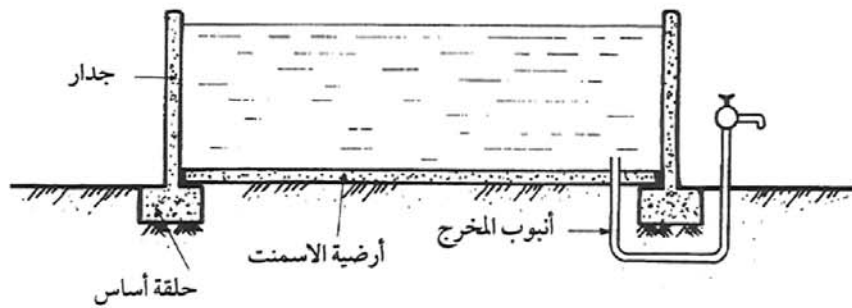 جدار
أنبوب المخرج
أرضية الاسمنت
حلقة أساس